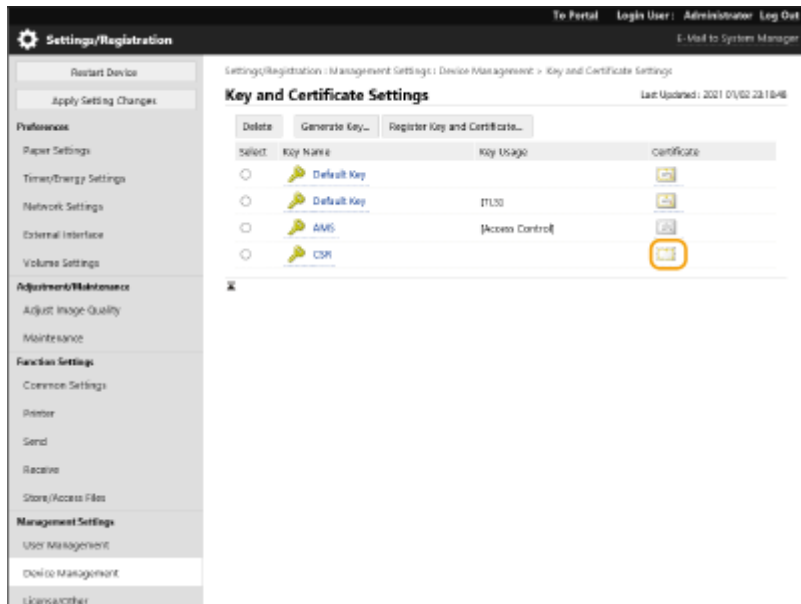 To Portal Login User: Administrator Log Out
Settings/Registration
E-Mail to System Manager
Restart Device
Apply Setting Changes
Preferences
Paper Settings
Timer/Energy Settings
Network Settings
External Interface
Volume Settings
Adjustment/Maintenance
Adjust Image Quality
Maintenance
Function Settings
Common Settings
Printer
Send
Receive
Store/Access Files
Management Settings
User Management
Device Management
License/Other
Settings/Registration : Management Settings : Device Management > Key and Certificate Settings
Key and Certificate Settings
Last Updated : 2021 01/02 23:18:48
Delete Generate Key... Register Key and Certificate...
Select Key Name Key Usage Certificate
Default Key
Default Key [TLS]
AMS [Access Control]
CSR